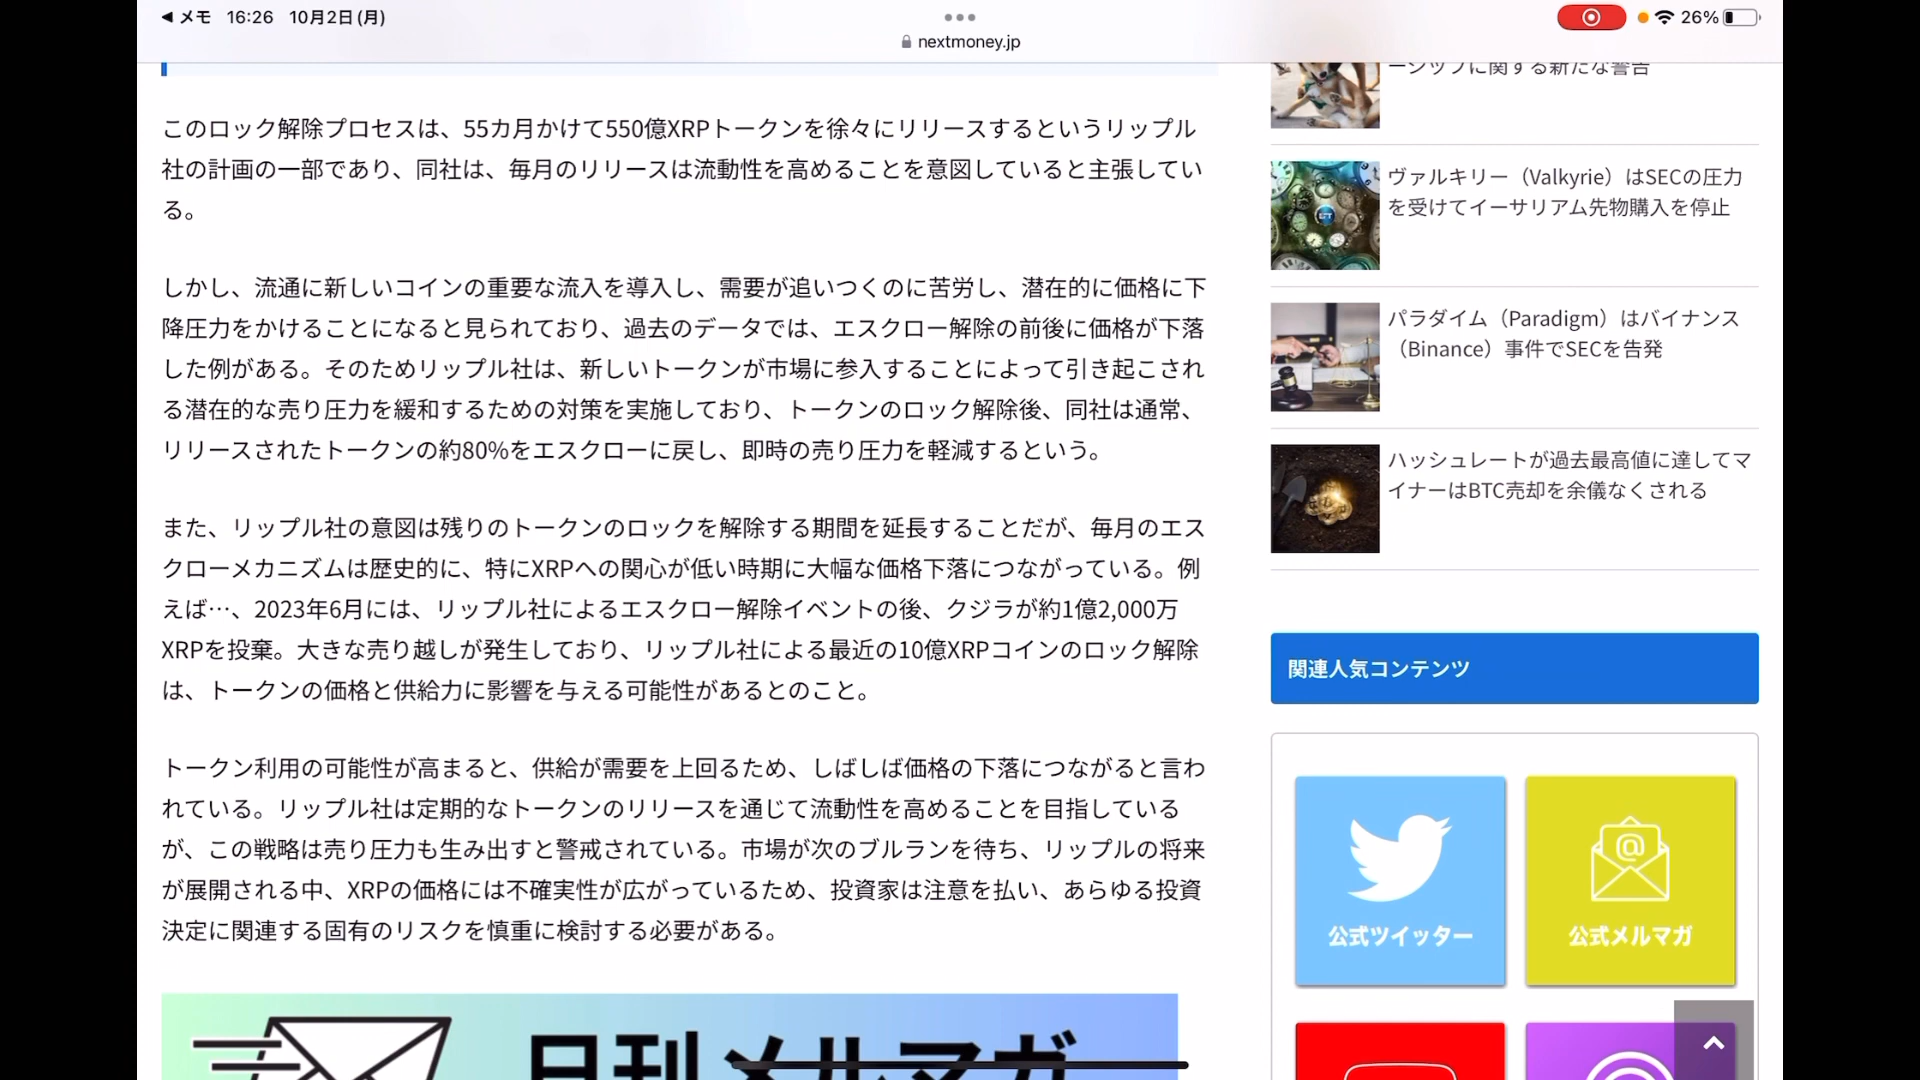 ◀ メモ 16:26 10月2日(月)
26%
nextmoney.jp
このロック解除プロセスは、55カ月かけて550億XRPトークンを徐々にリリースするというリップル
社の計画の一部であり、同社は、毎月のリリースは流動性を高めることを意図していると主張してい
る。
しかし、流通に新しいコインの重要な流入を導入し、需要が追いつくのに苦労し、潜在的に価格に下
降圧力をかけることになると見られており、過去のデータでは、エスクロー解除の前後に価格が下落
した例がある。そのためリップル社は、新しいトークンが市場に参入することによって引き起こされ
る潜在的な売り圧力を緩和するための対策を実施しており、トークンのロック解除後、同社は通常、
リリースされたトークンの約80%をエスクローに戻し、即時の売り圧力を軽減するという。
また、リップル社の意図は残りのトークンのロックを解除する期間を延長することだが、毎月のエス
クローメカニズムは歴史的に、特にXRPへの関心が低い時期に大幅な価格下落につながっている。例
えば…、2023年6月には、リップル社によるエスクロー解除イベントの後、クジラが約1億2,000万
XRPを投棄。大きな売り越しが発生しており、リップル社による最近の10億XRPコインのロック解除
は、トークンの価格と供給力に影響を与える可能性があるとのこと。
トークン利用の可能性が高まると、供給が需要を上回るため、しばしば価格の下落につながると言わ
れている。リップル社は定期的なトークンのリリースを通じて流動性を高めることを目指している
が、この戦略は売り圧力も生み出すと警戒されている。市場が次のブルランを待ち、リップルの将来
が展開される中、XRPの価格には不確実性が広がっているため、投資家は注意を払い、あらゆる投資
決定に関連する固有のリスクを慎重に検討する必要がある。
日刊メルマガ
ーシップに関する新たな警告
ヴァルキリー（Valkyrie）はSECの圧力
を受けてイーサリアム先物購入を停止
パラダイム（Paradigm）はバイナンス
（Binance）事件でSECを告発
ハッシュレートが過去最高値に達してマ
イナーはBTC売却を余儀なくされる
関連人気コンテンツ
公式ツイッター
公式メルマガ